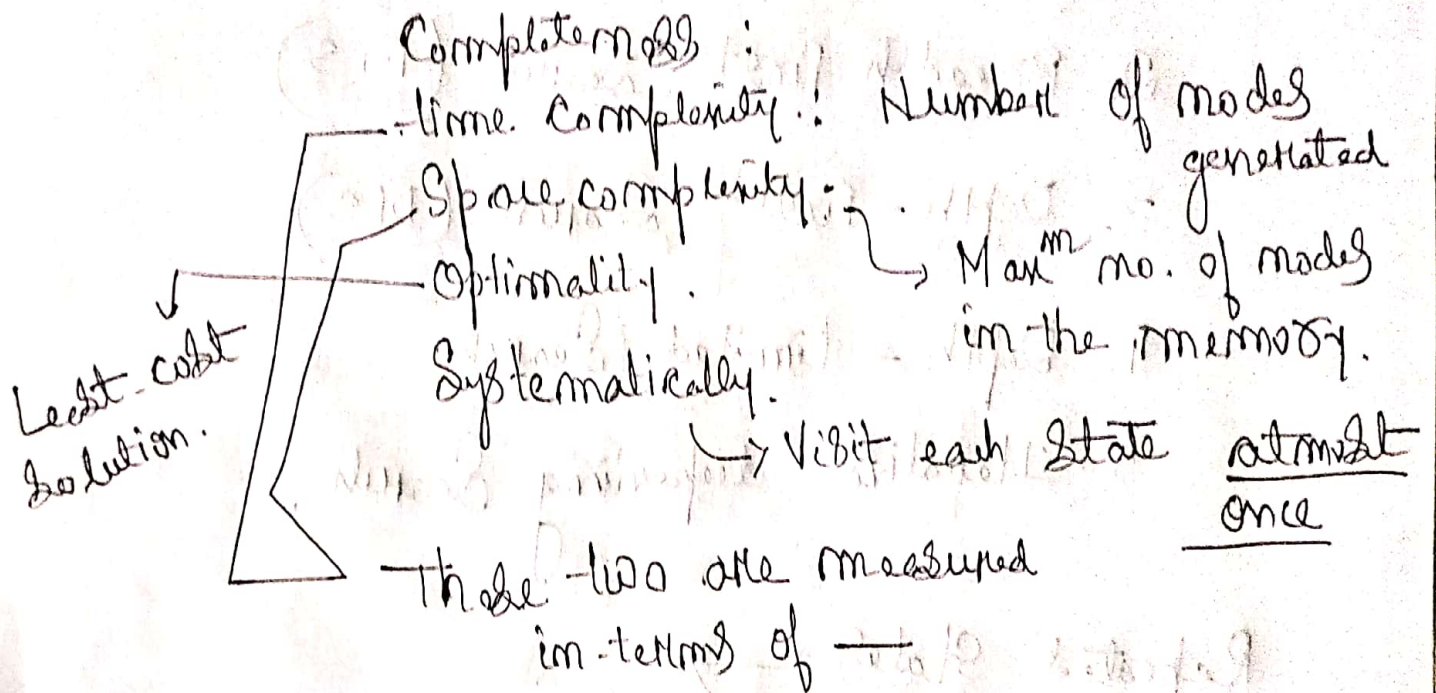 Completeness :
Time complexity : Number of nodes
generated
Space complexity :
→ Maxᵐ no. of nodes
in the memory.
Optimality.
Least-cost
solution.
Systematically.
→ Visit each state atmost
once
These two are measured
in terms of —